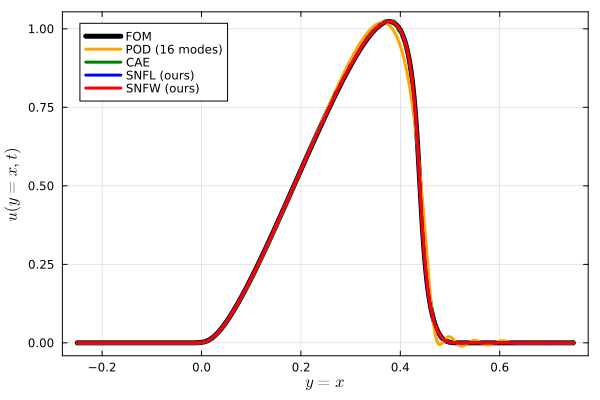 1.00
0.75
0.50
0.25
0.00
u(y = x, t)
FOM
POD (16 modes)
CAE
SNFL (ours)
SNFW (ours)
−0.2 0.0 0.2 0.4 0.6
y = x